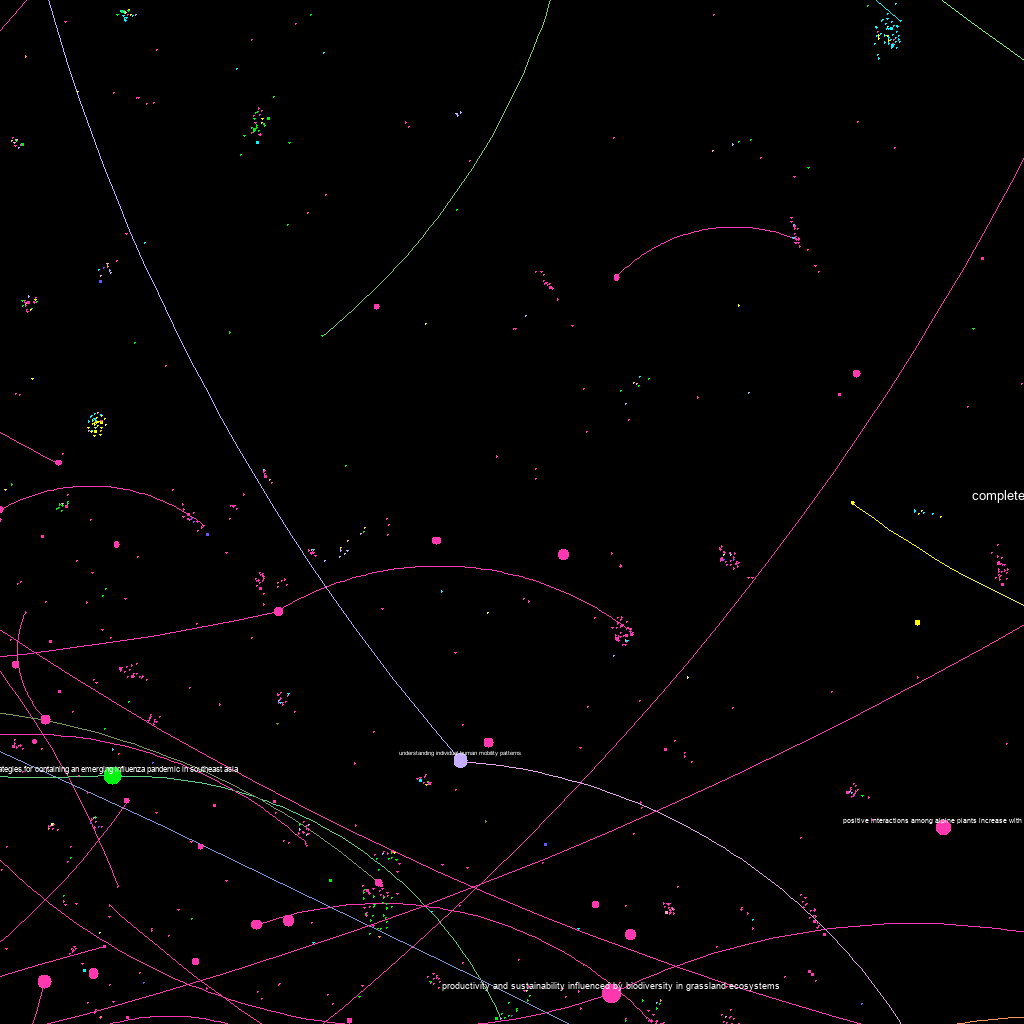 complete
understanding individual human mobility patterns
ategies for containing an emerging influenza pandemic in southeast asia
positive interactions among alpine plants increase with
productivity and sustainability influenced by biodiversity in grassland ecosystems